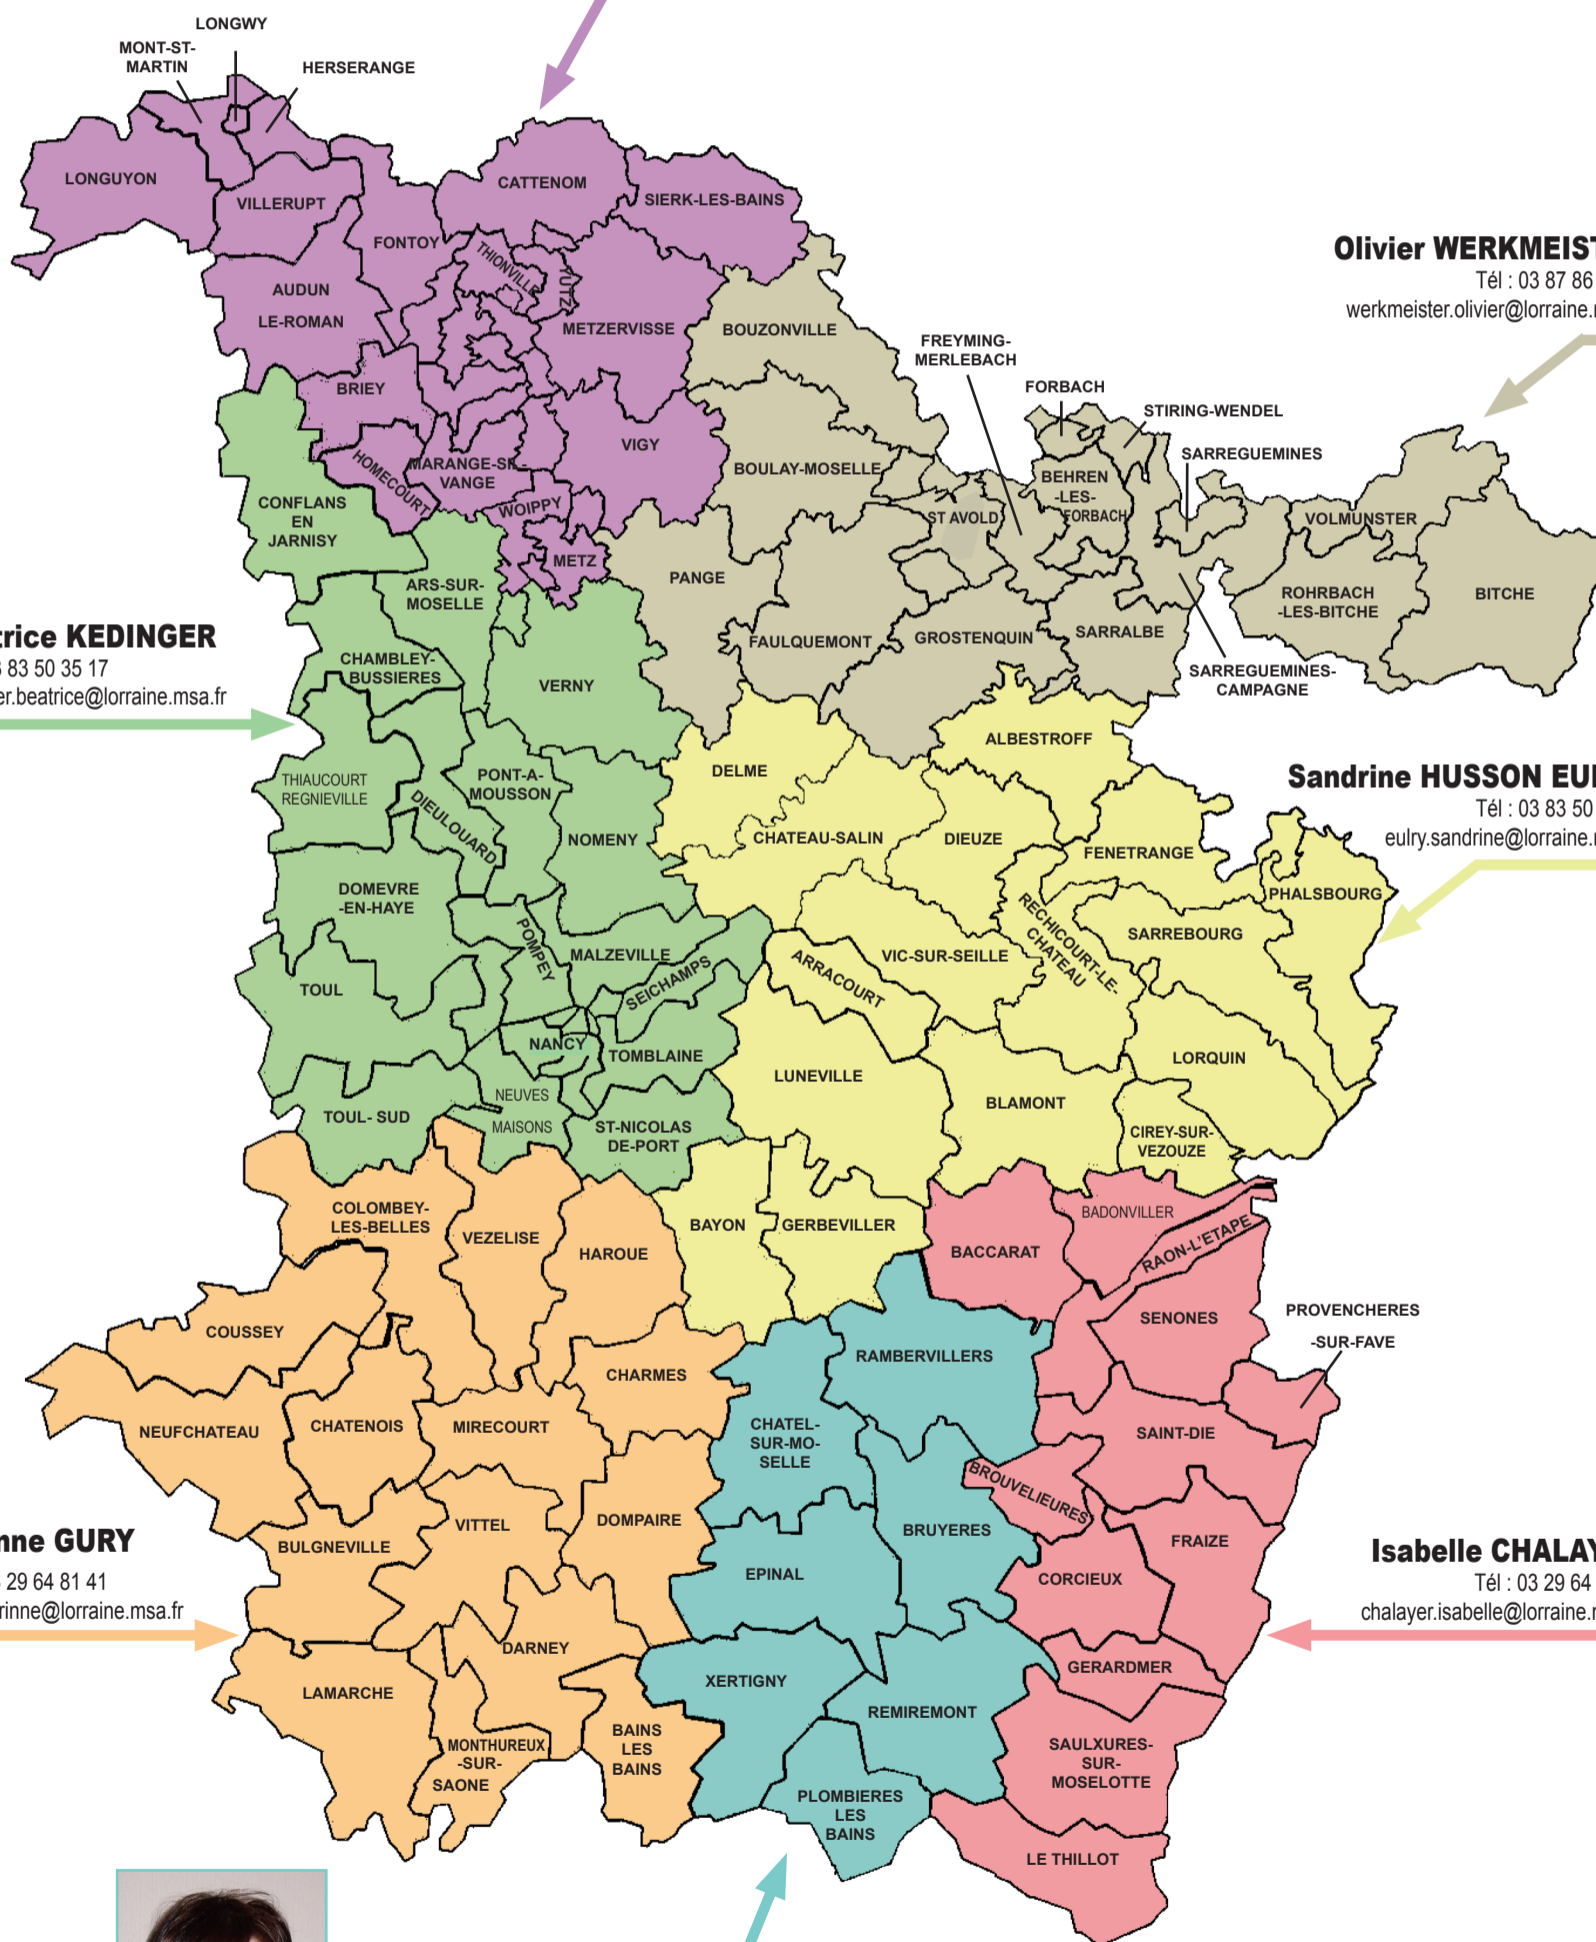 LONGWY
MONT-ST-
MARTIN
HERSERANGE
LONGUYON
VILLERUPT
CATTENOM
SIERK-LES-BAINS
FONTOY
THIONVILLE
YUTZ
AUDUN
LE-ROMAN
METZERVISSE
BOUZONVILLE
Olivier WERKMEIST
Tél : 03 87 86
werkmeister.olivier@lorraine.
FREYMING-
MERLEBACH
FORBACH
STIRING-WENDEL
SARREGUEMINES
BRIEY
VIGY
HOMECOURT
MARANGE-SIL-
VANGE
BOULAY-MOSELLE
BEHREN
-LES-
FORBACH
CONFLANS
EN
JARNISY
WOIPPY
ST AVOLD
VOLMUNSTER
METZ
PANGE
ARS-SUR-
MOSELLE
ROHRBACH
-LES-BITCHE
BITCHE
FAULQUEMONT
GROSTENQUIN
SARRALBE
trice KEDINGER
3 83 50 35 17
er.beatrice@lorraine.msa.fr
CHAMBLEY-
BUSSIERES
VERNY
SARREGUEMINES-
CAMPAGNE
ALBESTROFF
THIAUCOURT
REGNIEVILLE
PONT-A-
MOUSSON
DIEULOUARD
DELME
Sandrine HUSSON EU
Tél : 03 83 50
eulry.sandrine@lorraine.
NOMENY
CHATEAU-SALIN
DIEUZE
FENETRANGE
PHALSBOURG
DOMEVRE
-EN-HAYE
POMPEY
MALZEVILLE
SEICHAMPS
ARRACOURT
VIC-SUR-SEILLE
RECHICOURT-LE-
CHATEAU
SARREBOURG
TOUL
NANCY
TOMBLAINE
LUNEVILLE
LORQUIN
NEUVES
MAISONS
TOUL- SUD
ST-NICOLAS
DE-PORT
BLAMONT
CIREY-SUR-
VEZOUZE
COLOMBEY-
LES-BELLES
VEZELISE
HAROUE
BAYON
GERBEVILLER
BACCARAT
BADONVILLER
RAON-L'ETAPE
COUSSEY
CHARMES
RAMBERVILLERS
SENONES
PROVENCHERES
-SUR-FAVE
NEUFCHATEAU
CHATENOIS
MIRECOURT
CHATEL-
SUR-MO-
SELLE
SAINT-DIE
BROUVELIEURES
nne GURY
29 64 81 41
rinne@lorraine.msa.fr
BULGNEVILLE
VITTEL
DOMPAIRE
BRUYERES
FRAIZE
EPINAL
CORCIEUX
Isabelle CHALAY
Tél : 03 29 64
chalayer.isabelle@lorraine.
DARNEY
LAMARCHE
XERTIGNY
REMIREMONT
GERARDMER
MONTHUREUX
-SUR-
SAONE
BAINS
LES
BAINS
SAULXURES-
SUR-
MOSELOTTE
PLOMBIERES
LES
BAINS
LE THILLOT